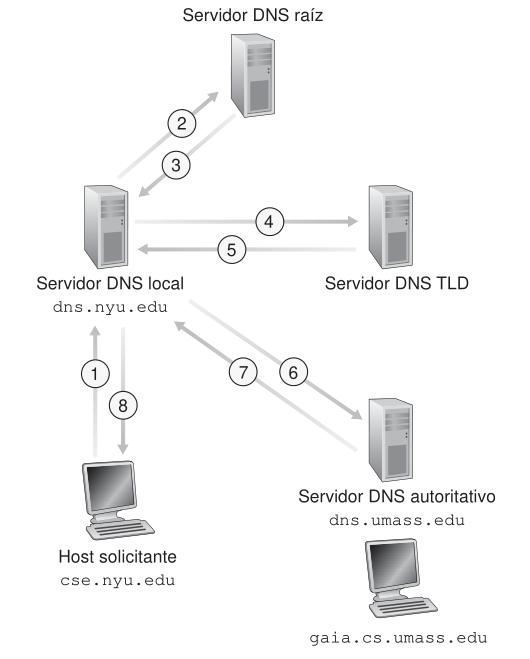 Servidor DNS raíz
2
3
4
5
Servidor DNS local
dns.nyu.edu
Servidor DNS TLD
1
8
7
6
Servidor DNS autoritativo
dns.umass.edu
Host solicitante
cse.nyu.edu
gaia.cs.umass.edu